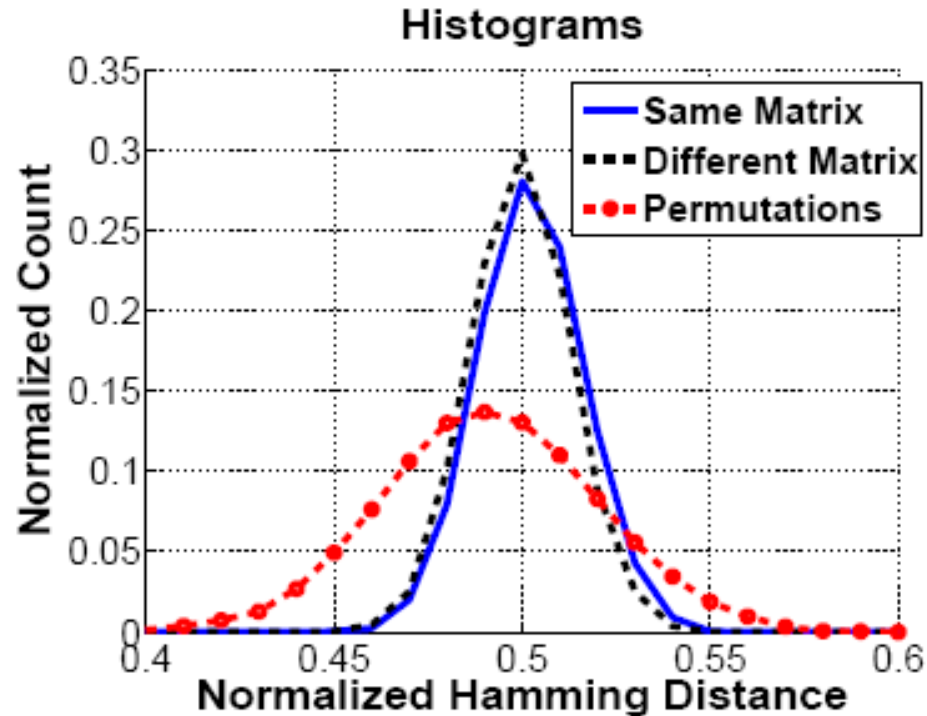 Histograms
0.35
0.3
0.25
0.2
0.15
0.1
0.05
0
Normalized Count
Same Matrix
Different Matrix
Permutations
0.4 0.45 0.5 0.55 0.6
Normalized Hamming Distance